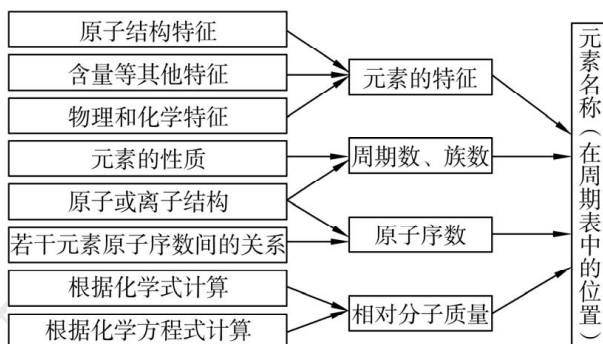 原子结构特征
含量等其他特征
物理和化学特征
元素的性质
原子或离子结构
若干元素原子序数间的关系
根据化学式计算
根据化学方程式计算
元素的特征
周期数、族数
原子序数
相对分子质量
元素名称（在周期表中的位置）